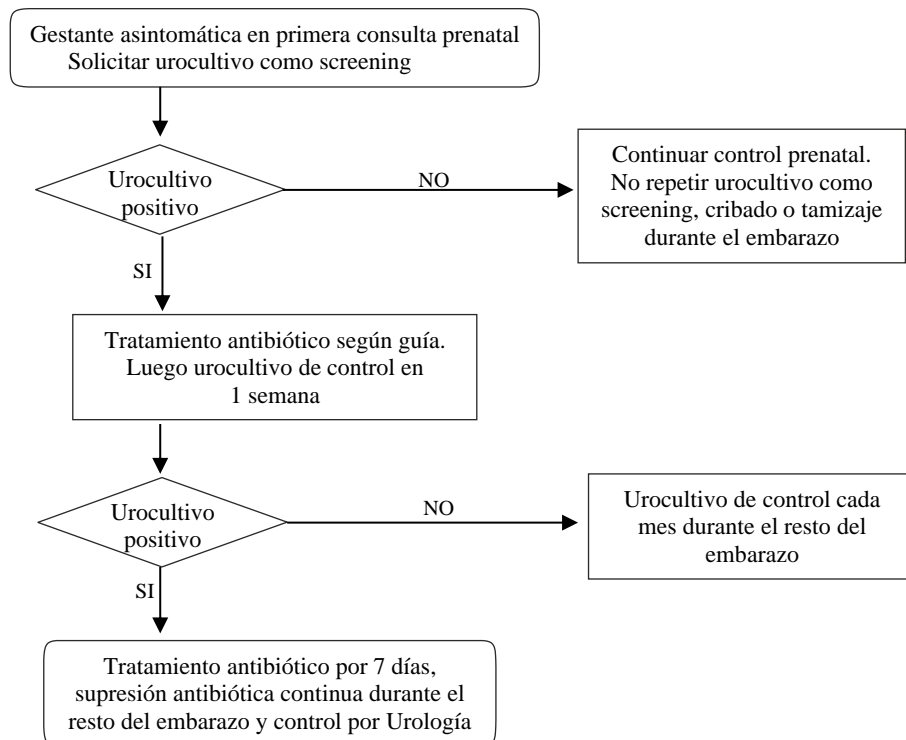 Gestante asintomática en primera consulta prenatal
Solicitar urocultivo como screening
Urocultivo
positivo
NO
Continuar control prenatal.
No repetir urocultivo como
screening, cribado o tamizaje
durante el embarazo
SI
Tratamiento antibiótico según guía.
Luego urocultivo de control en
1 semana
Urocultivo
positivo
NO
Urocultivo de control cada
mes durante el resto del
embarazo
SI
Tratamiento antibiótico por 7 días,
supresión antibiótica continua durante el
resto del embarazo y control por Urología